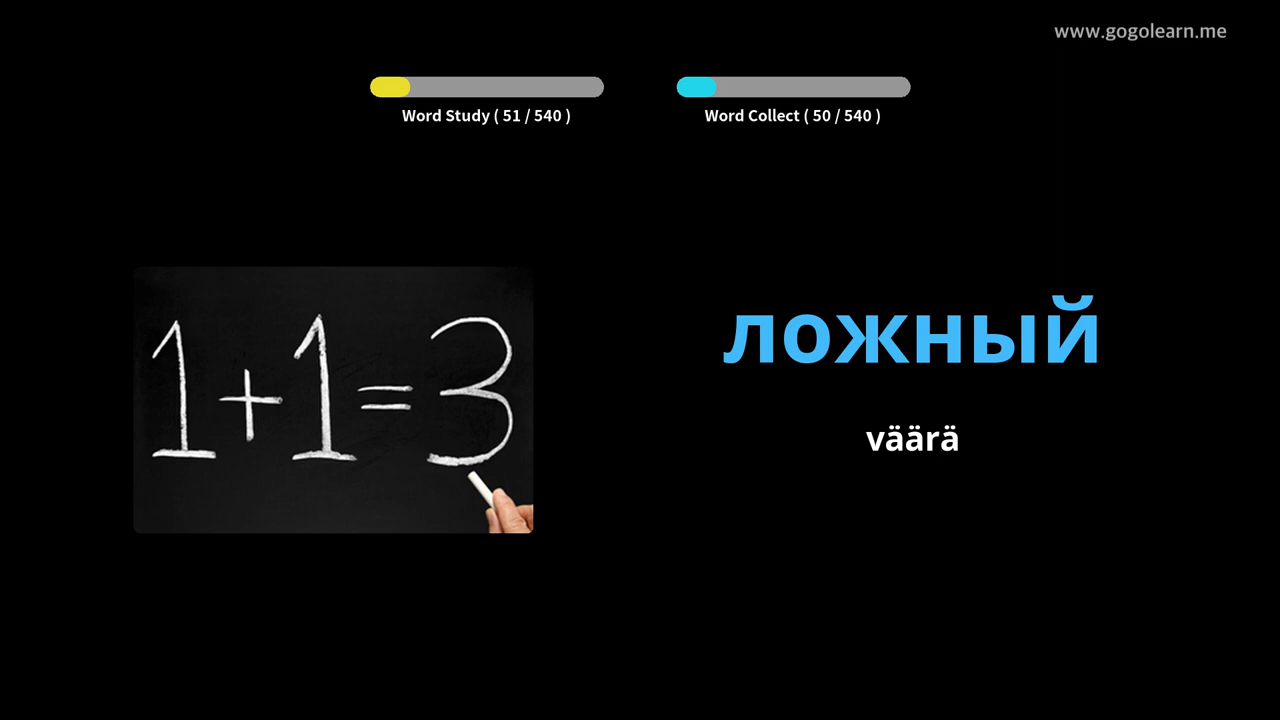 www.gogolearn.me
Word Study ( 51 / 540 )
Word Collect ( 50 / 540 )
1+1=3
ложный
väärä